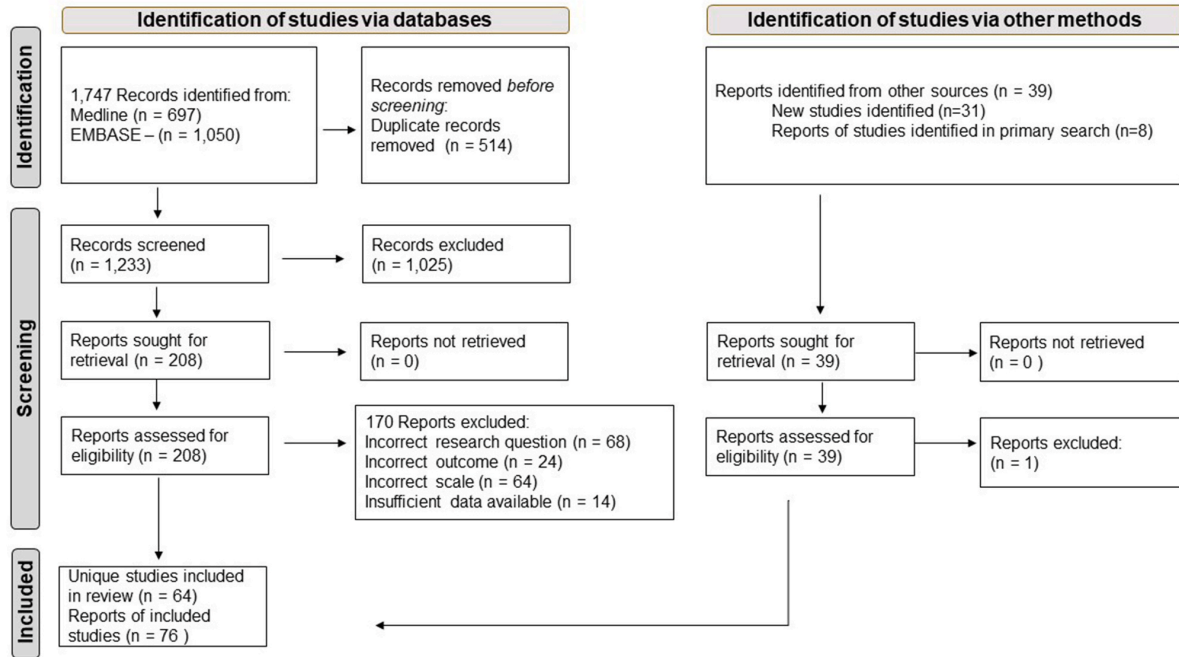 Identification of studies via databases
Identification of studies via other methods
Identification
1,747 Records identified from:
Medline (n = 697)
EMBASE – (n = 1,050)
Records removed before
screening:
Duplicate records
removed (n = 514)
Reports identified from other sources (n = 39)
New studies identified (n=31)
Reports of studies identified in primary search (n=8)
Screening
Records screened
(n = 1,233)
Records excluded
(n = 1,025)
Reports sought for
retrieval (n = 208)
Reports not retrieved
(n = 0)
Reports sought for
retrieval (n = 39)
Reports not retrieved
(n = 0 )
Reports assessed for
eligibility (n = 208)
170 Reports excluded:
Incorrect research question (n = 68)
Incorrect outcome (n = 24)
Incorrect scale (n = 64)
Insufficient data available (n = 14)
Reports assessed for
eligibility (n = 39)
Reports excluded:
(n = 1)
Included
Unique studies included
in review (n = 64)
Reports of included
studies (n = 76 )